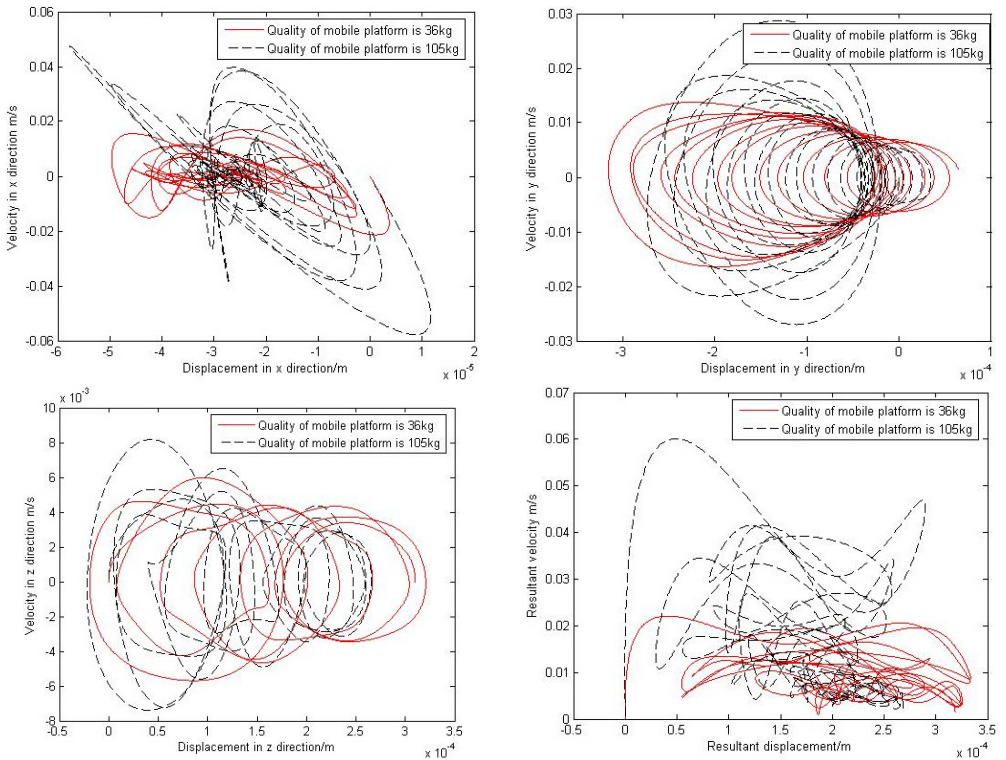 0.06
Quality of mobile platform is 36kg
Quality of mobile platform is 105kg
0.04
0.02
0
-0.02
-0.04
-0.06
Velocity in x direction m/s
-6 -5 -4 -3 -2 -1 0 1 2
Displacement in x direction/m
x 10^-5
0.03
Quality of mobile platform is 36kg
Quality of mobile platform is 105kg
0.02
0.01
0
-0.01
-0.02
-0.03
Velocity in y direction m/s
-3 -2 -1 0 1
Displacement in y direction/m
x 10^-4
10 x 10^-3
Quality of mobile platform is 36kg
Quality of mobile platform is 105kg
8
6
4
2
0
-2
-4
-6
-8
Velocity in z direction m/s
-0.5 0 0.5 1 1.5 2 2.5 3 3.5
Displacement in z direction/m
x 10^-4
0.07
Quality of mobile platform is 36kg
Quality of mobile platform is 105kg
0.06
0.05
0.04
0.03
0.02
0.01
0
Resultant velocity m/s
-0.5 0 0.5 1 1.5 2 2.5 3 3.5
Resultant displacement/m
x 10^-4